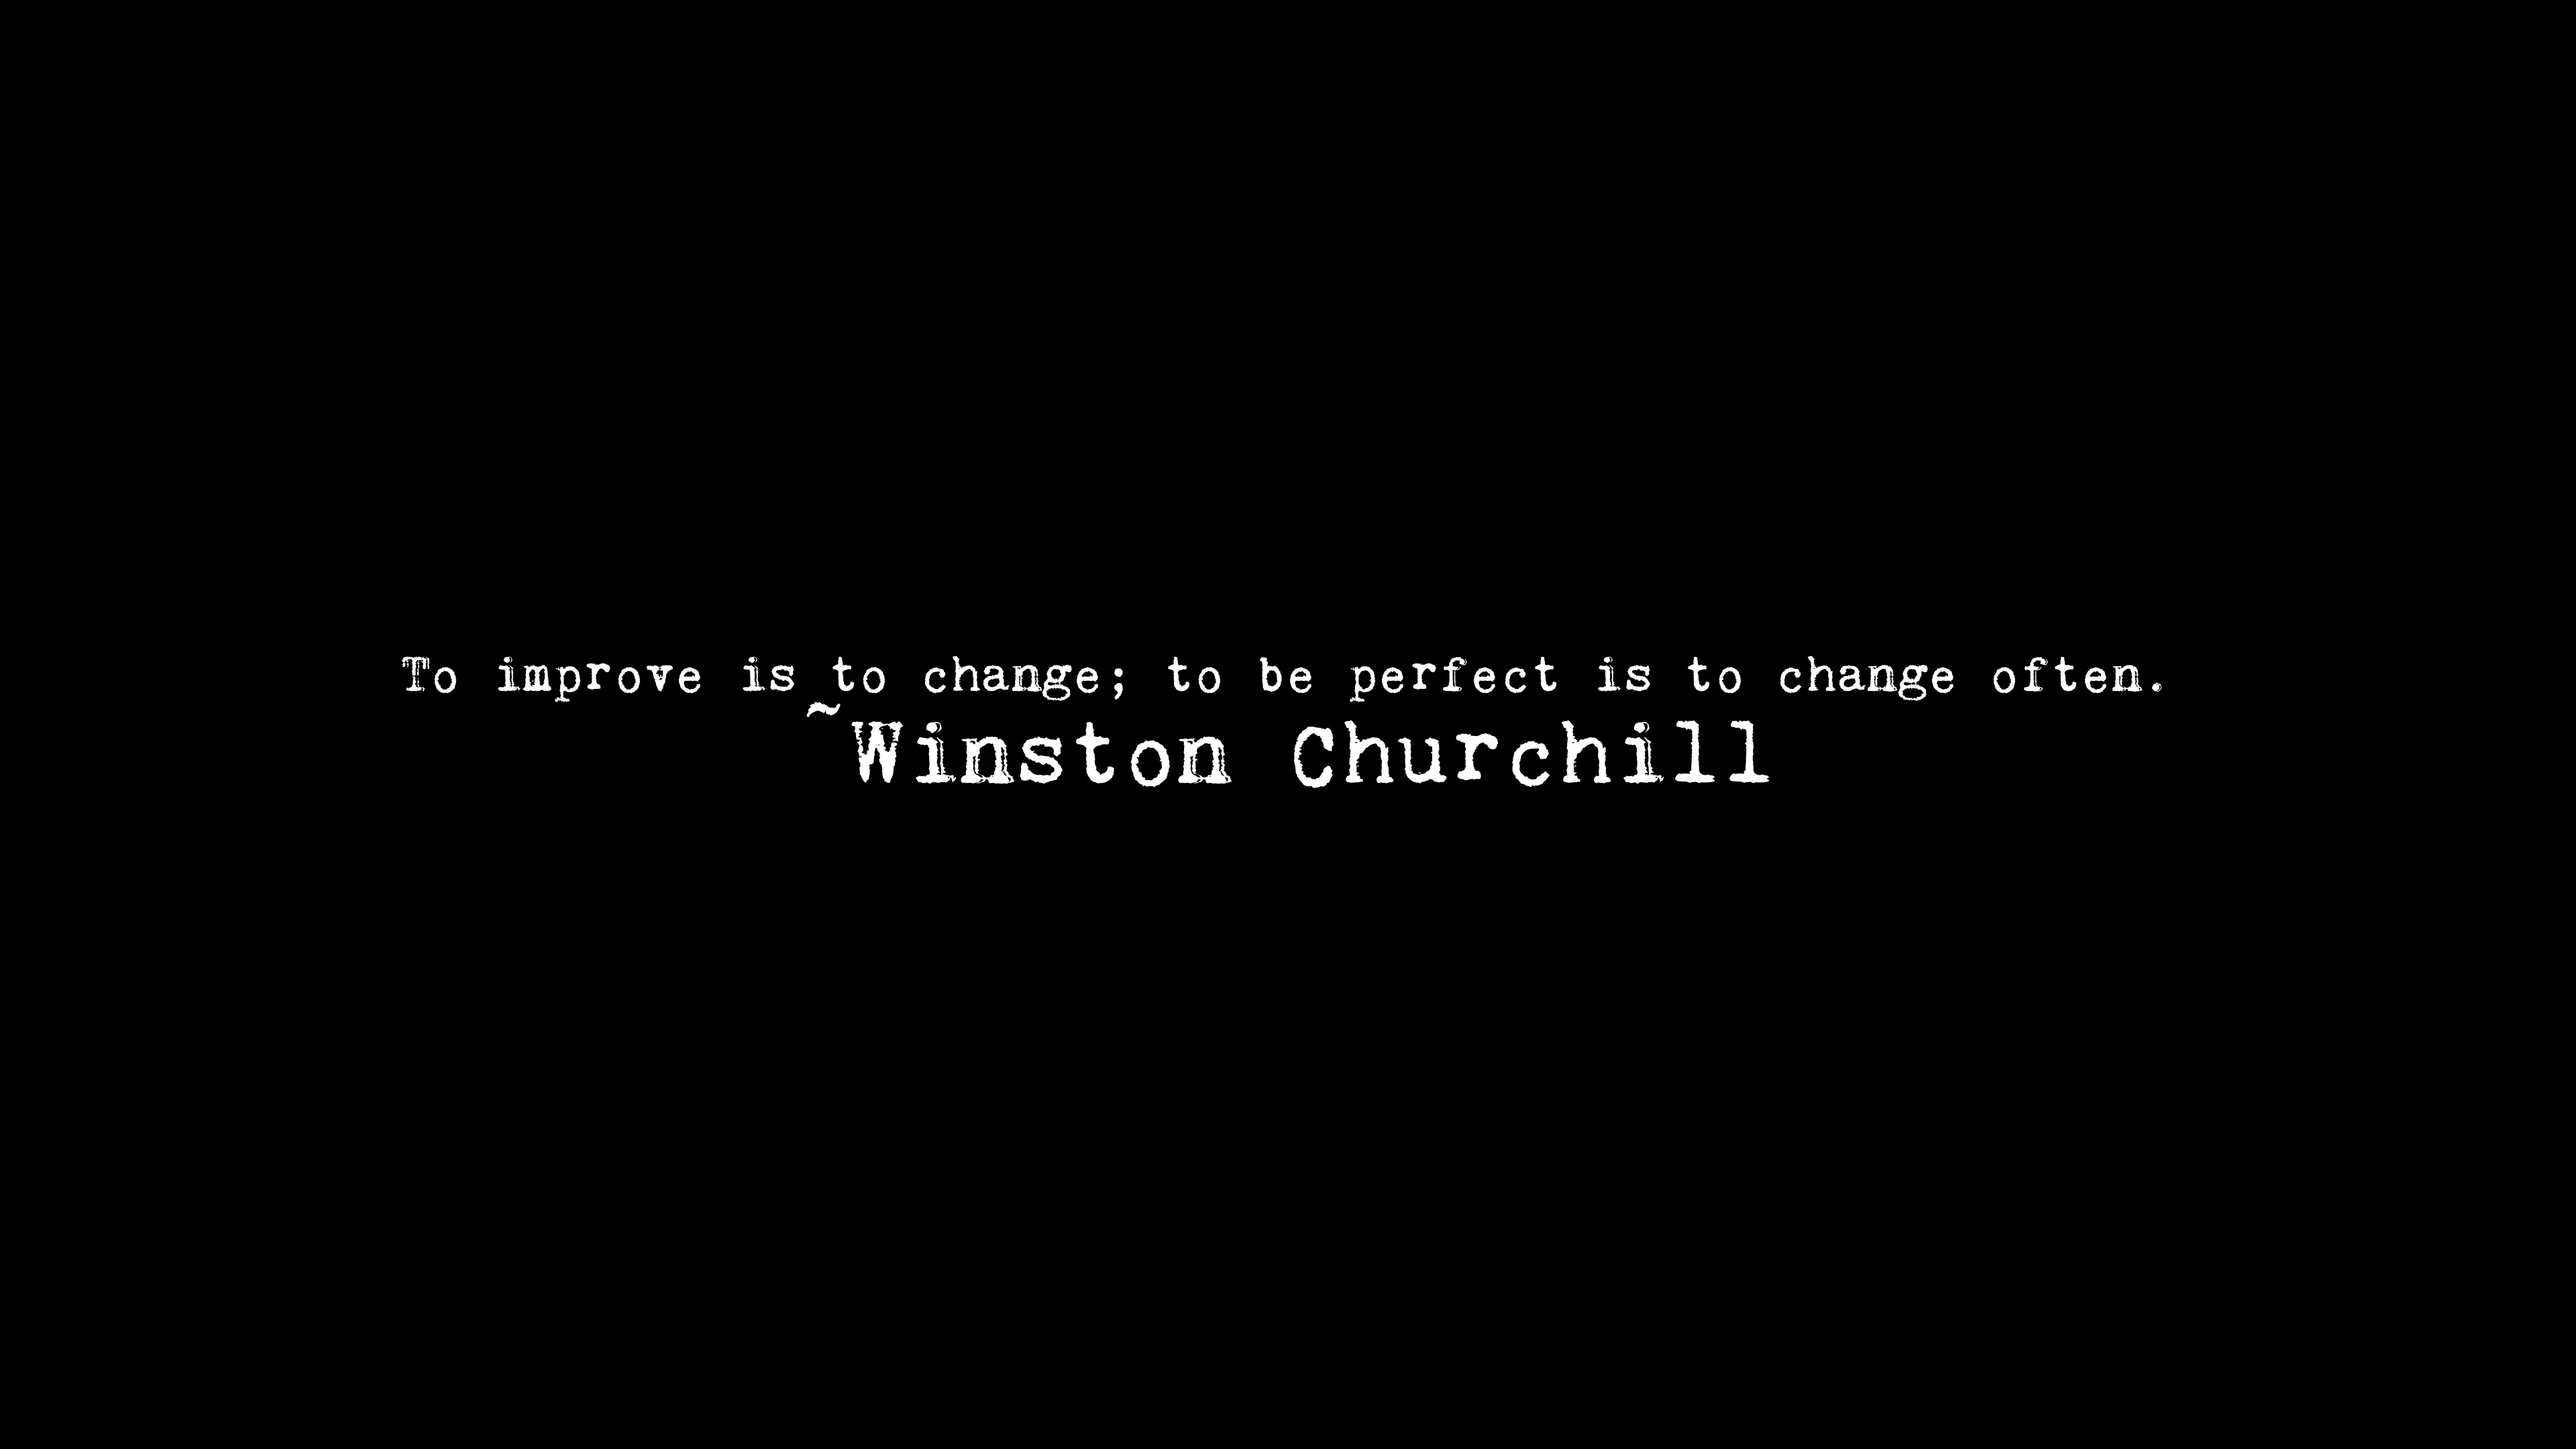 To improve is to change; to be perfect is to change often.
~Winston Churchill